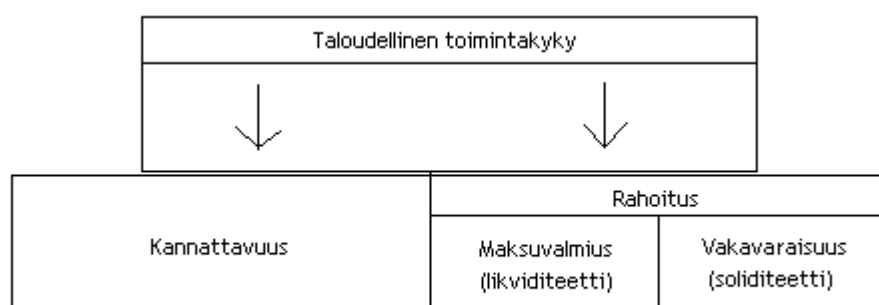 Taloudellinen toimintakyky
Rahoitus
Kannattavuus
Maksuvalmius
(likviditeetti)
Vakavaraisuus
(soliditeetti)